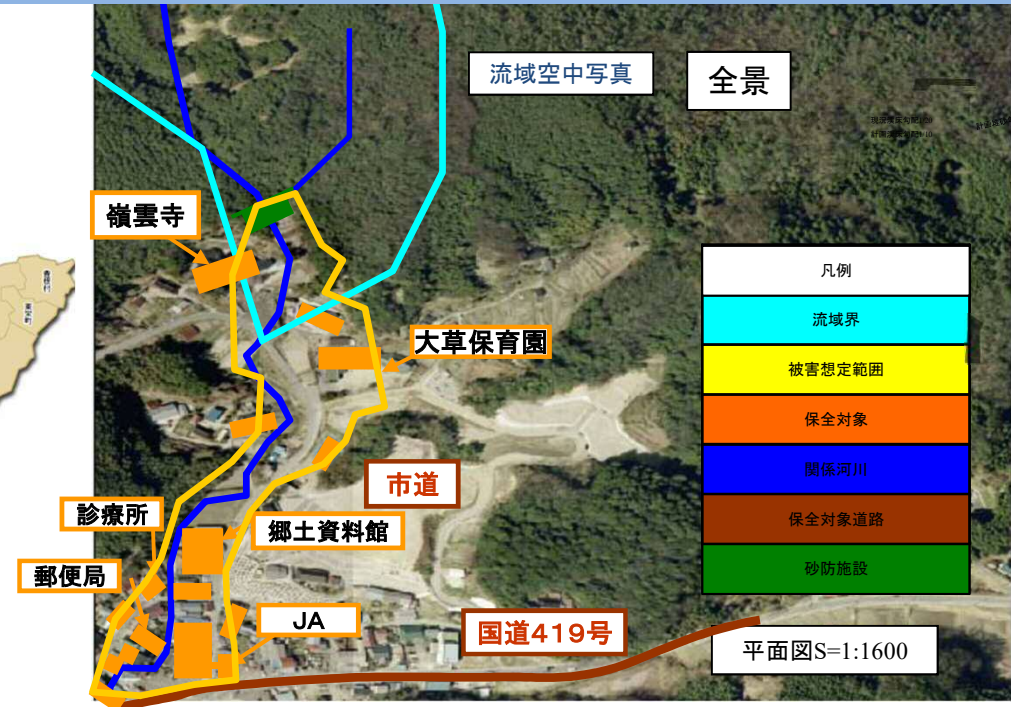 流域空中写真
全景
嶺雲寺
大草保育園
市道
診療所
郷土資料館
郵便局
JA
国道419号
凡例
流域界
被害想定範囲
保全対象
関係河川
保全対象道路
砂防施設
平面図S=1:1600